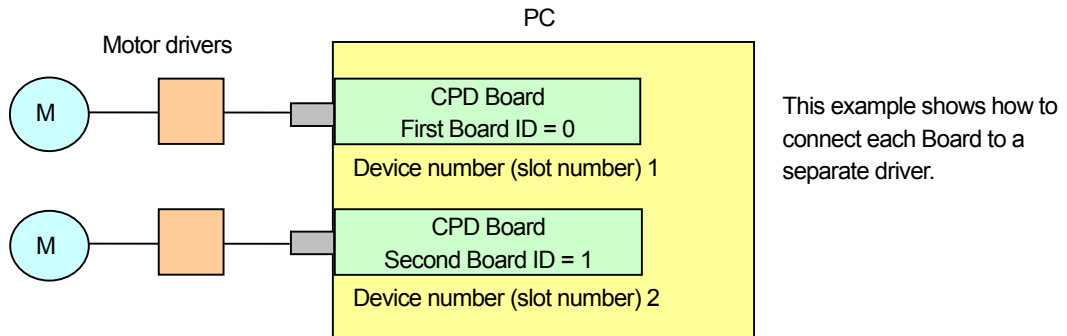 PC
Motor drivers
M
CPD Board
First Board ID = 0
Device number (slot number) 1
This example shows how to
connect each Board to a
separate driver.
M
CPD Board
Second Board ID = 1
Device number (slot number) 2